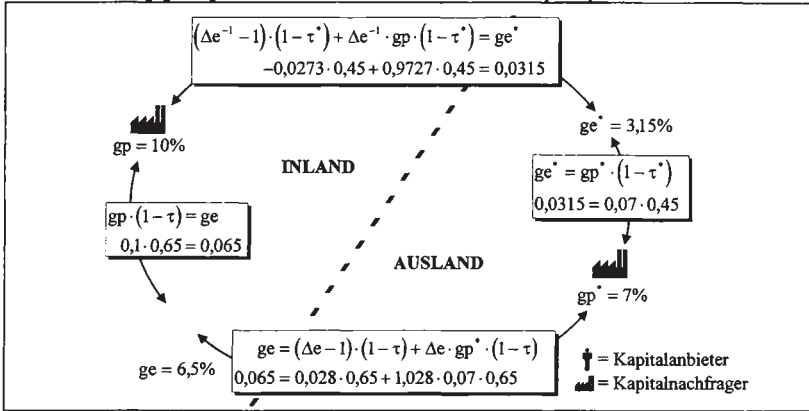 (Δe⁻¹ − 1)·(1 − τ*) + Δe⁻¹·gp·(1 − τ*) = ge*
−0,0273·0,45 + 0,9727·0,45 = 0,0315
gp = 10%
ge* = 3,15%
INLAND
ge* = gp*·(1 − τ*)
0,0315 = 0,07·0,45
gp·(1 − τ) = ge
0,1·0,65 = 0,065
AUSLAND
gp* = 7%
ge = (Δe − 1)·(1 − τ) + Δe·gp*·(1 − τ)
0,065 = 0,028·0,65 + 1,028·0,07·0,65
ge = 6,5%
= Kapitalanbieter
= Kapitalnachfrager